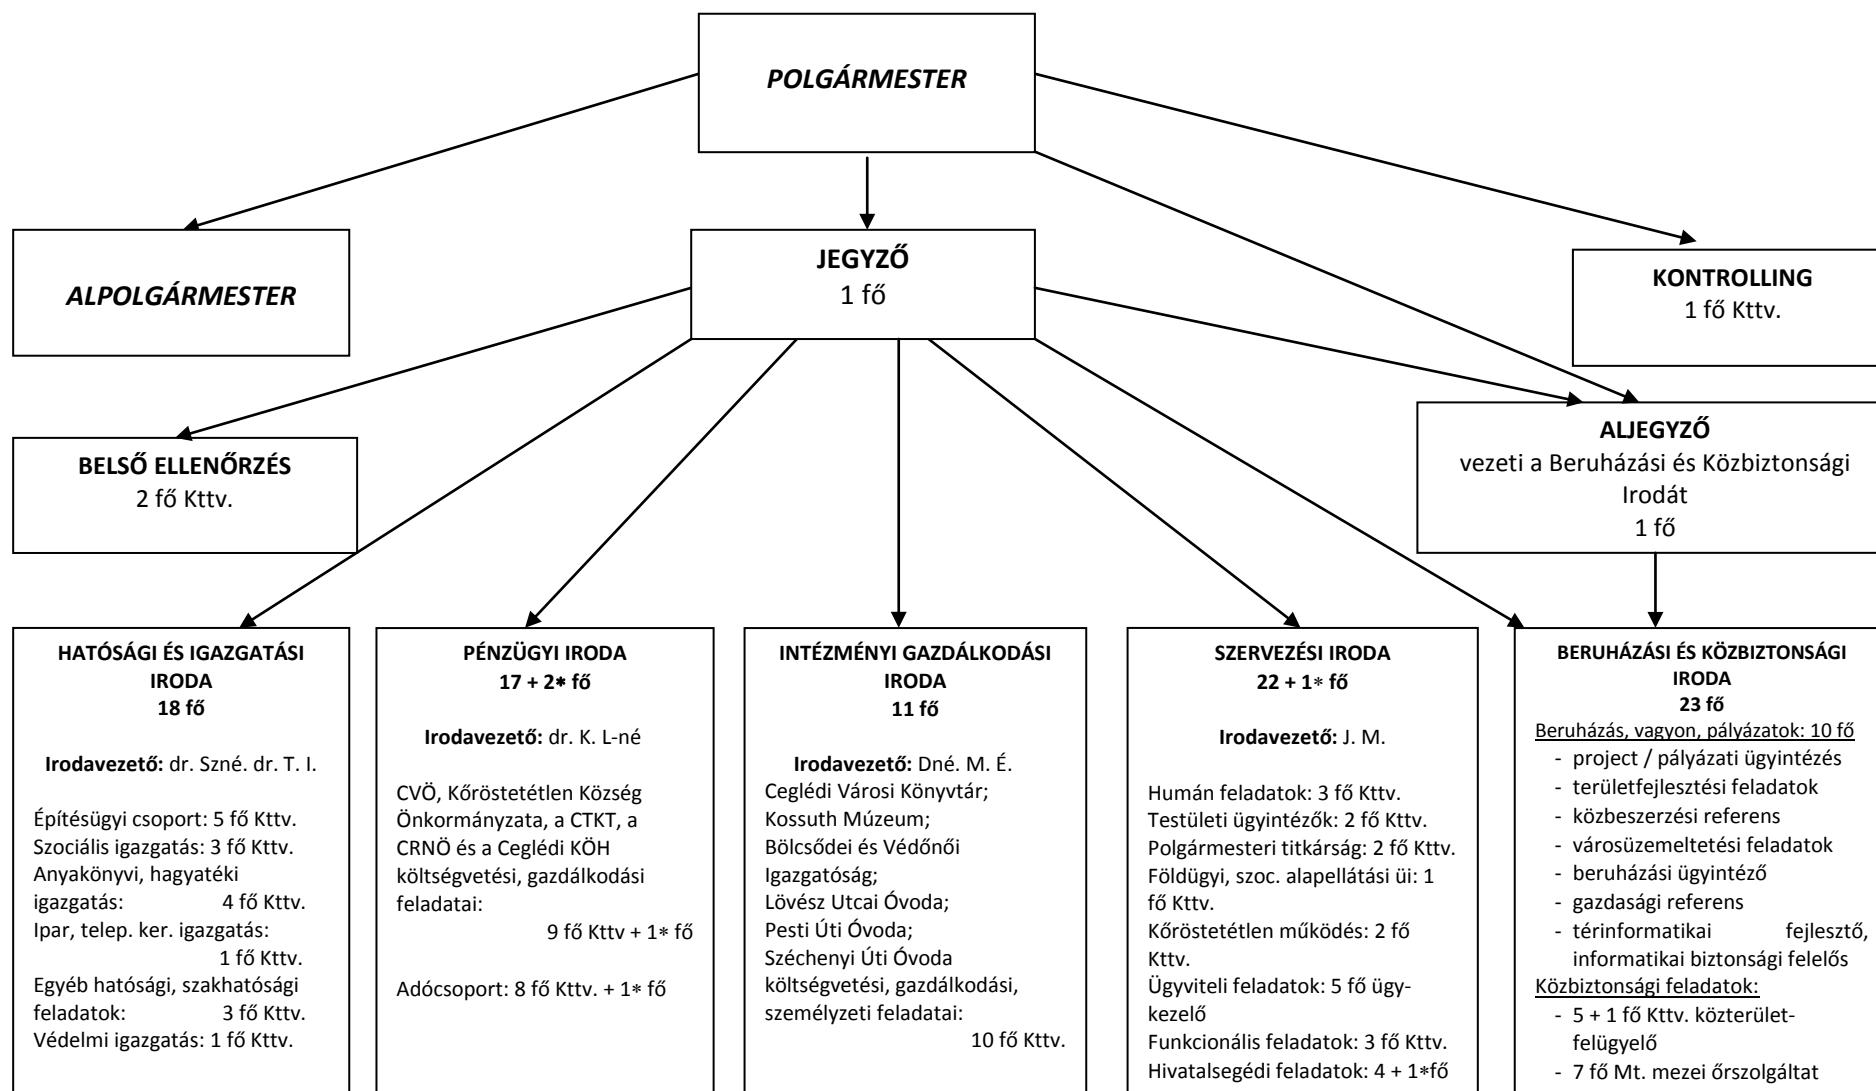 POLGÁRMESTER
ALPOLGÁRMESTER
JEGYZŐ
1 fő
KONTROLLING
1 fő Kttv.
BELSŐ ELLENŐRZÉS
2 fő Kttv.
ALJEGYZŐ
vezeti a Beruházási és Közbiztonsági
Irodát
1 fő
HATÓSÁGI ÉS IGAZGATÁSI
IRODA
18 fő
Irodavezető: dr. Szné. dr. T. I.
Építésügyi csoport: 5 fő Kttv.
Szociális igazgatás: 3 fő Kttv.
Anyakönyvi, hagyatéki
igazgatás: 4 fő Kttv.
Ipar, telep. ker. igazgatás:
1 fő Kttv.
Egyéb hatósági, szakhatósági
feladatok: 3 fő Kttv.
Védelmi igazgatás: 1 fő Kttv.
PÉNZÜGYI IRODA
17 + 2* fő
Irodavezető: dr. K. L-né
CVÖ, Kőröstetétlen Község
Önkormányzata, a CTKT, a
CRNÖ és a Ceglédi KÖH
költségvetési, gazdálkodási
feladatai:
9 fő Kttv + 1* fő
Adócsoport: 8 fő Kttv. + 1* fő
INTÉZMÉNYI GAZDÁLKODÁSI
IRODA
11 fő
Irodavezető: Dné. M. É.
Ceglédi Városi Könyvtár;
Kossuth Múzeum;
Bölcsődei és Védőnői
Igazgatóság;
Lövész Utcai Óvoda;
Pesti Úti Óvoda;
Széchenyi Úti Óvoda
költségvetési, gazdálkodási,
személyzeti feladatai:
10 fő Kttv.
SZERVEZÉSI IRODA
22 + 1* fő
Irodavezető: J. M.
Humán feladatok: 3 fő Kttv.
Testületi ügyintézők: 2 fő Kttv.
Polgármesteri titkárság: 2 fő Kttv.
Földügyi, szoc. alapellátási üi: 1
fő Kttv.
Kőröstetétlen működés: 2 fő
Kttv.
Ügyviteli feladatok: 5 fő ügy-
kezelő
Funkcionális feladatok: 3 fő Kttv.
Hivatalsegédi feladatok: 4 + 1*fő
BERUHÁZÁSI ÉS KÖZBIZTONSÁGI
IRODA
23 fő
Beruházás, vagyon, pályázatok: 10 fő
- project / pályázati ügyintézés
- területfejlesztési feladatok
- közbeszerzési referens
- városüzemeltetési feladatok
- beruházási ügyintéző
- gazdasági referens
- térinformatikai fejlesztő,
informatikai biztonsági felelős
Közbiztonsági feladatok:
- 5 + 1 fő Kttv. közterület-
felügyelő
- 7 fő Mt. mezei őrszolgáltat